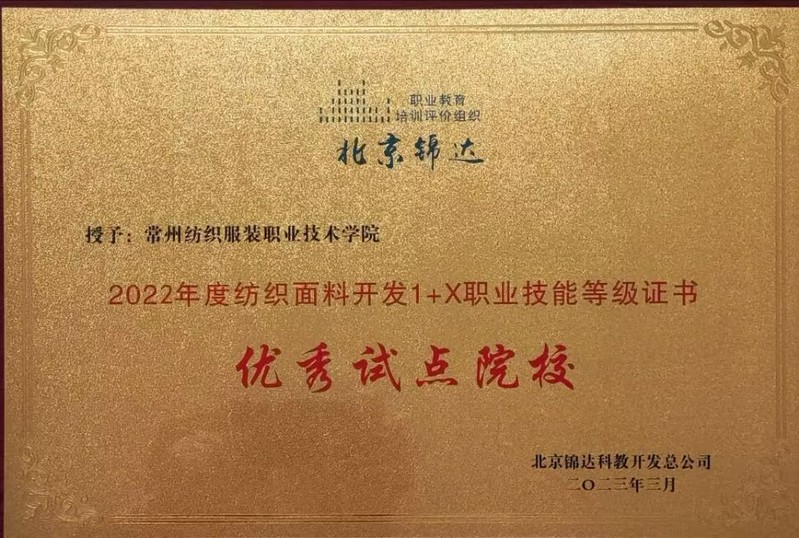 职业教育
培训评价组织
北京锦达
授予：常州纺织服装职业技术学院
2022年度纺织面料开发1+X职业技能等级证书
优秀试点院校
北京锦达科教开发总公司
二〇二三年三月